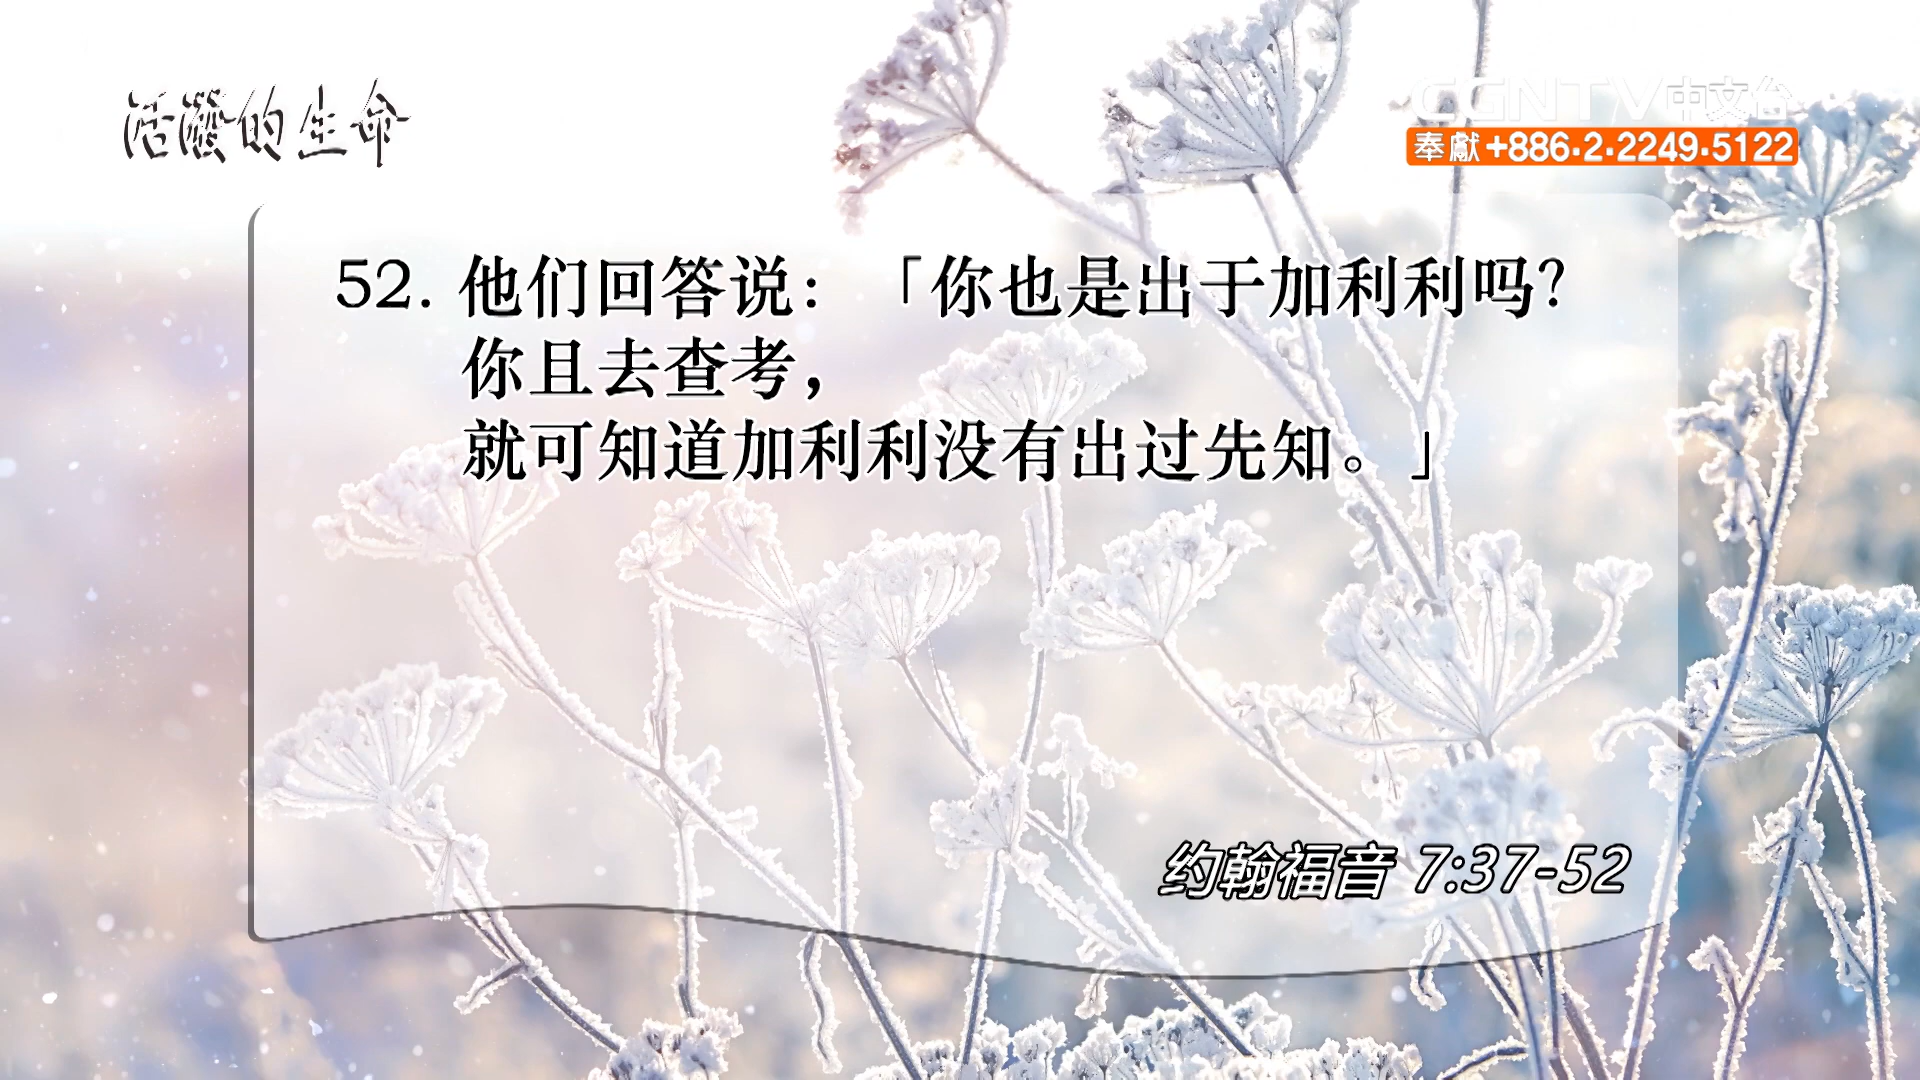 活潑的生命
CGNTV中文台
奉獻+886·2·2249·5122
52. 他们回答说：「你也是出于加利利吗？
你且去查考，
就可知道加利利没有出过先知。」
约翰福音 7:37-52